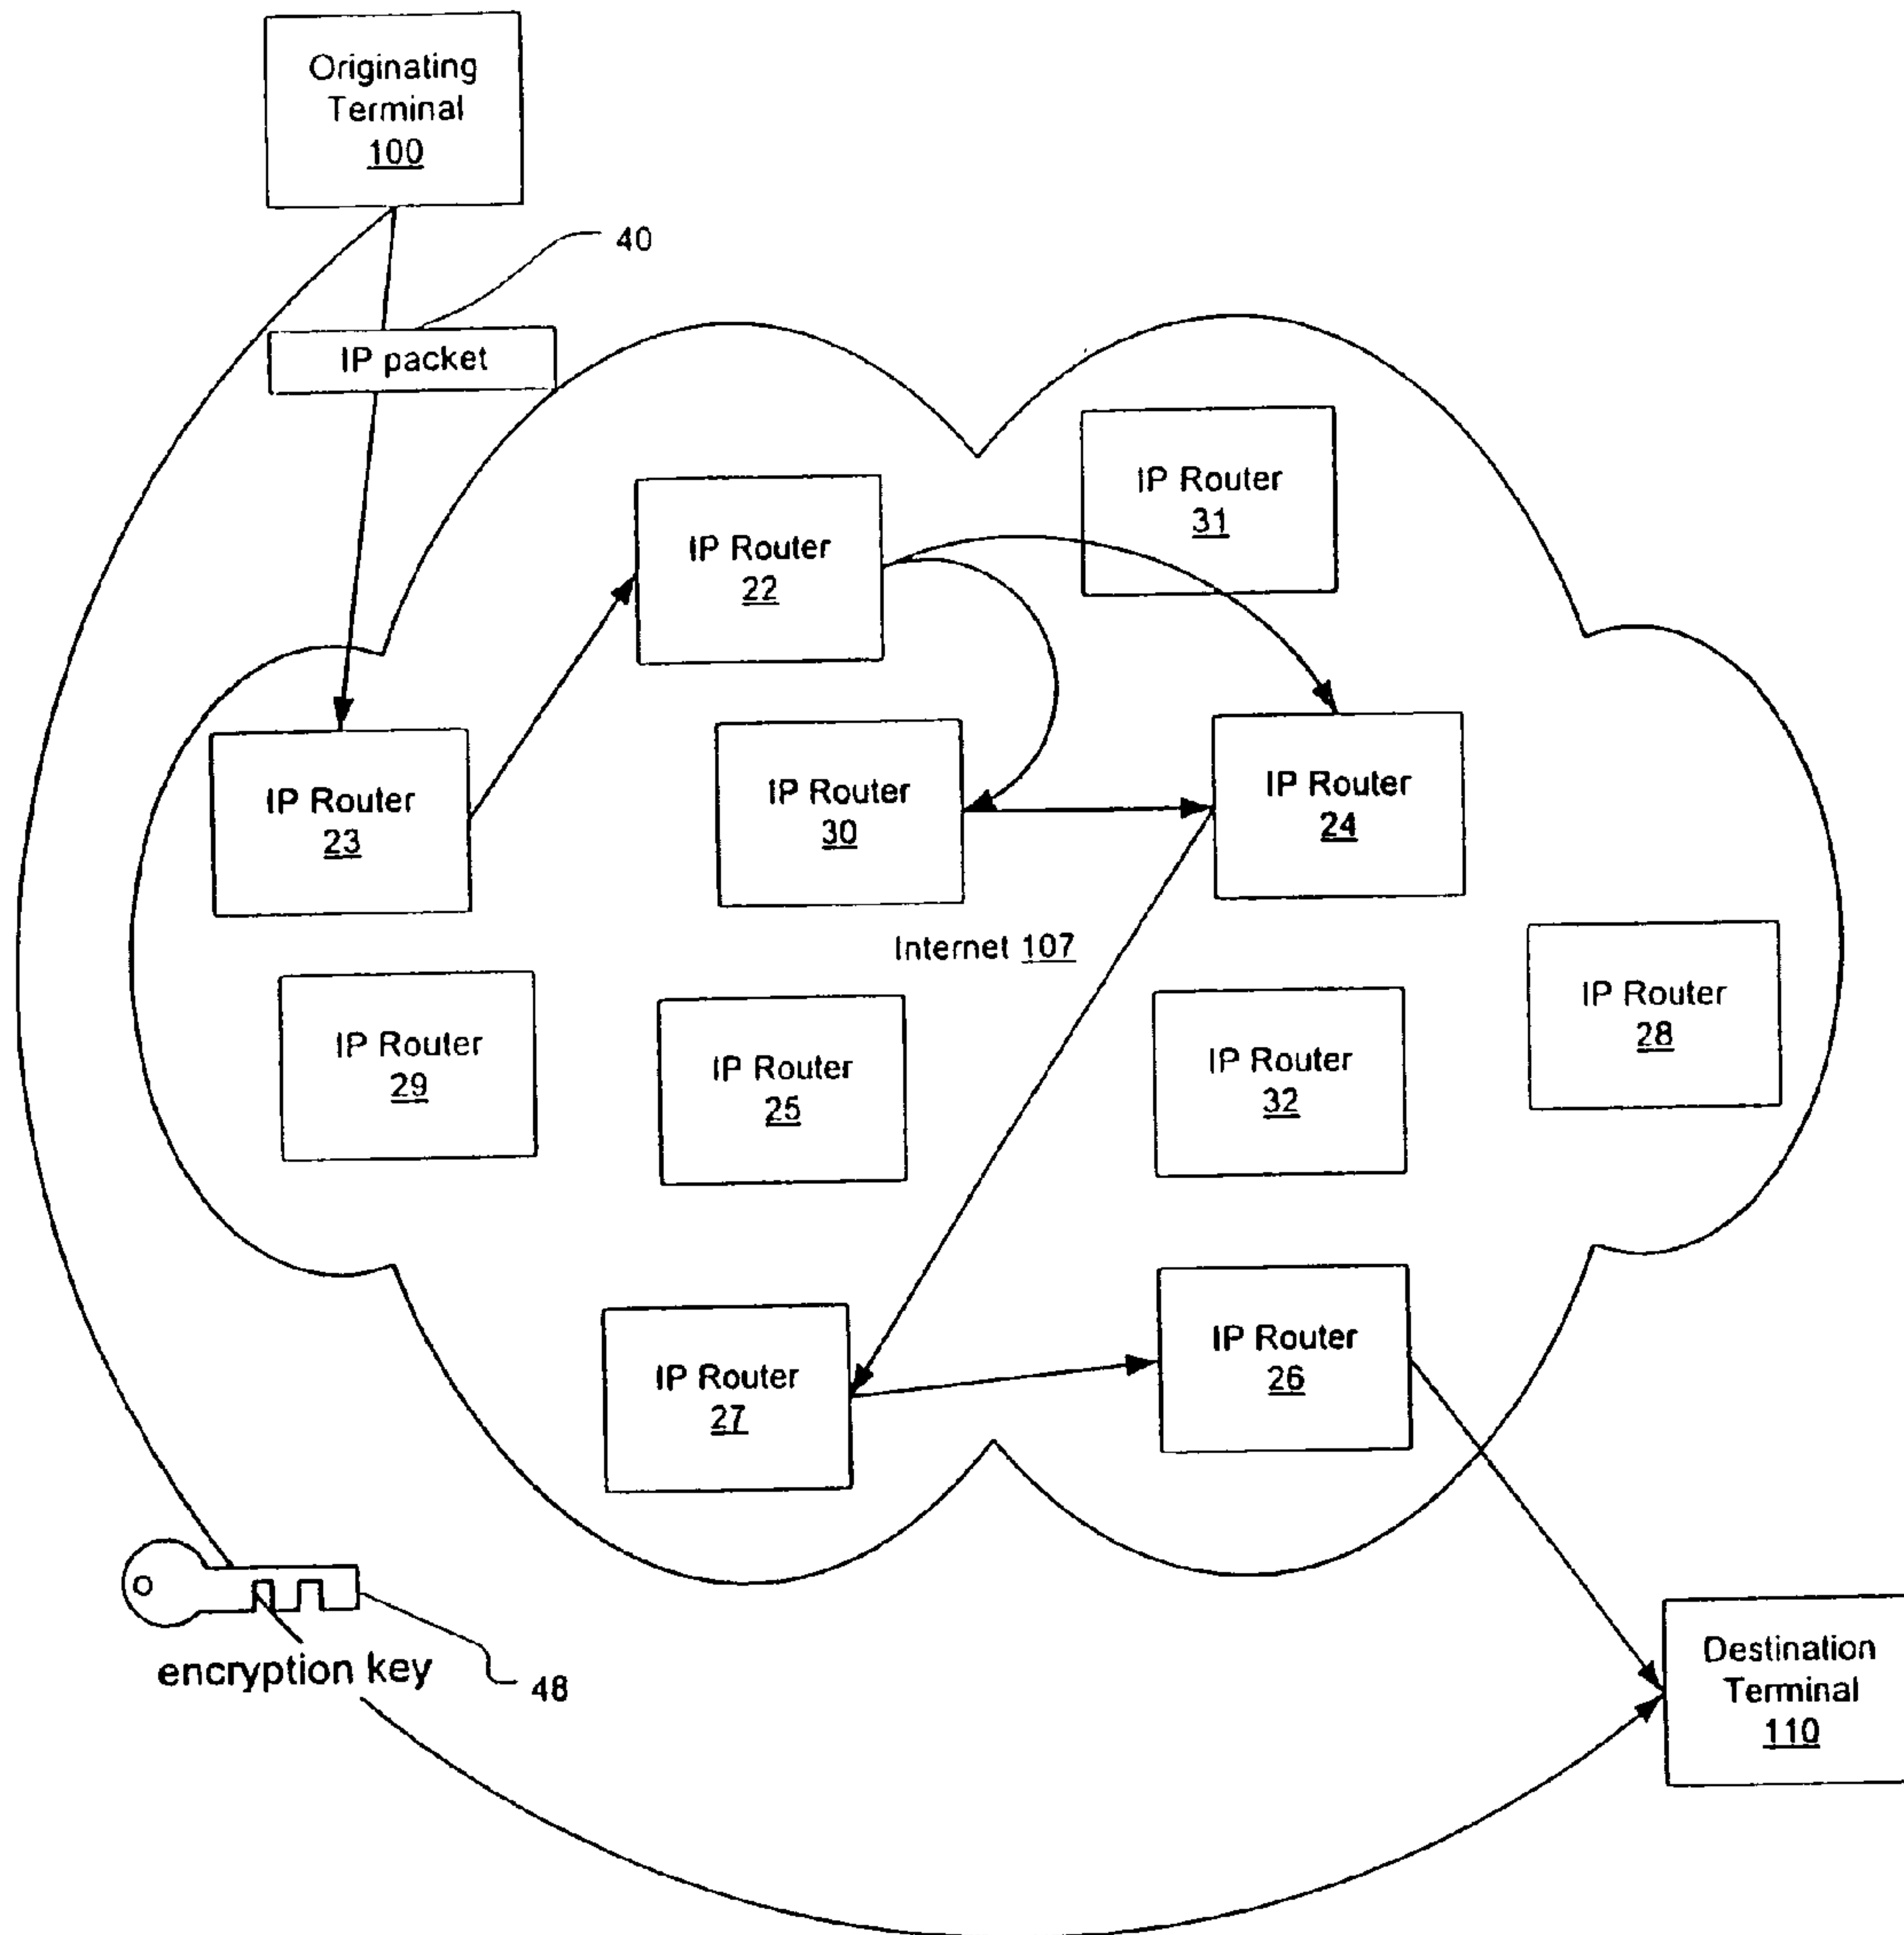 Originating
Terminal
100
40
IP packet
IP Router
31
IP Router
22
IP Router
23
IP Router
30
IP Router
24
Internet 107
IP Router
28
IP Router
29
IP Router
25
IP Router
32
IP Router
27
IP Router
26
encryption key
48
Destination
Terminal
110